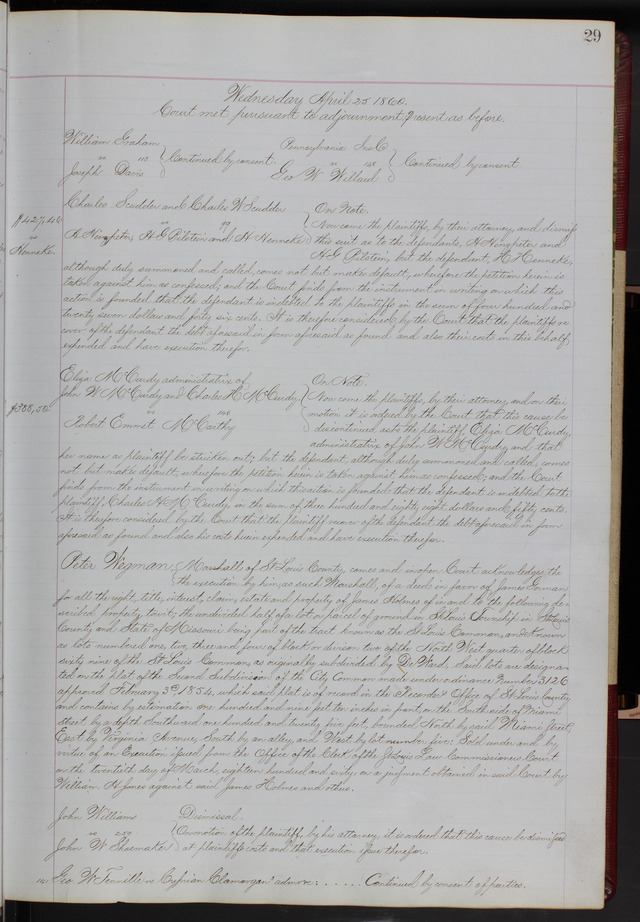 29
Wednesday April 25 1860.
Court met pursuant to adjournment, present as before.
William Graham
vs 110
Joseph Davis
Continued by consent
Pennsylvania Ins Co
vs 128
Geo W Willard
Continued by consent
Charles Scudder and Charles W Scudder
vs 99
A Hengster, H G Pilstein and H Henneke
On Note.
$427.46
vs
Henneke
Now come the plaintiffs, by their attorney, and dismiss
this suit as to the defendants, A Hengster and
H G Pilstein, but the defendant, H. Henneke,
although duly summoned and called, comes not but makes default, wherefore the petition herein is
taken against him as confessed; and the Court finds from the instrument in writing on which this
action is founded that the defendant is indebted to the plaintiffs in the sum of four hundred and
twenty seven dollars and forty six cents. It is therefore considered by the Court that the plaintiffs re
cover of the defendant the debt aforesaid in form aforesaid as found and also their costs in this behalf
expended and have execution therefor.
Eliza McCurdy administratrix of
John W McCurdy and Charles H McCurdy
vs 146
Robert Emmet McCarthy
On Note.
$388.50
Now come the plaintiffs, by their attorney, and on their
motion it is ordered by the Court that this cause be
discontinued as to the plaintiff Eliza McCurdy,
administratrix of John W McCurdy and that
her name as plaintiff be stricken out; but the defendant, although duly summoned and called, comes
not but makes default, wherefore the petition herein is taken against him as confessed; and the Court
finds from the instrument in writing on which this action is founded that the defendant is indebted to the
plaintiff, Charles H McCurdy, in the sum of three hundred and eighty eight dollars and fifty cents.
It is therefore considered by the Court that the plaintiff recover of the defendant the debt aforesaid in form
aforesaid as found and also his costs herein expended and have execution therefor.
Peter Wegman, Marshall of St Louis County, comes and in open Court acknowledges the
the execution by him, as such Marshall, of a deed in favor of James Inman,
for all the right, title, interest, claim, estate and property of James Holmes of in and to the following de-
scribed property, to wit; the undivided half of a lot or parcel of ground in St Louis Township in St Louis
County and State of Missouri being part of the tract known as the St Louis Common, and known
as lots numbered one, two, three and four of block or division two of the North West quarter of block
sixty nine of the St Louis Commons as originally subdivided by De Ward, Said lots are designa-
ted on the plat of the Second Subdivision of the City Common made under ordinance Number 3126
approved February 3rd 1854, which said plat is of record in the Recorders Office of St Louis County
and contains by estimation one hundred and nine feet ten inches in front on the South side of Miami
street by a depth Southward one hundred and twenty five feet, bounded North by said Miami Street,
East by Virginia Avenue, South by an alley and West by lot number five; Sold under and by
virtue of an Execution issued from the Office of the Clerk of the St Louis Law Commissioners Court
on the twentieth day of March, eighteen hundred and sixty on a judgment obtained in said Court by
William H Jones against said James Holmes and others.
John Williams
vs 250
John W Shoemaker
Dismissal
On motion of the plaintiff, by his attorney, it is ordered that this cause be dismissed
at plaintiffs costs and that execution issue therefor.
141 Geo W Tennille vs Cyprian Clamorgan admors: . . . . . Continued by consent of parties.